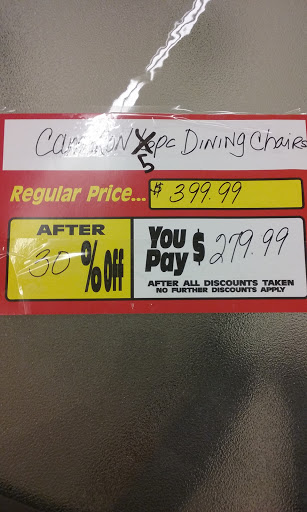 CAMERON 5pc Dining Chairs
Regular Price... $ 399.99
AFTER
30 % Off
You Pay $ 279.99
AFTER ALL DISCOUNTS TAKEN
NO FURTHER DISCOUNTS APPLY